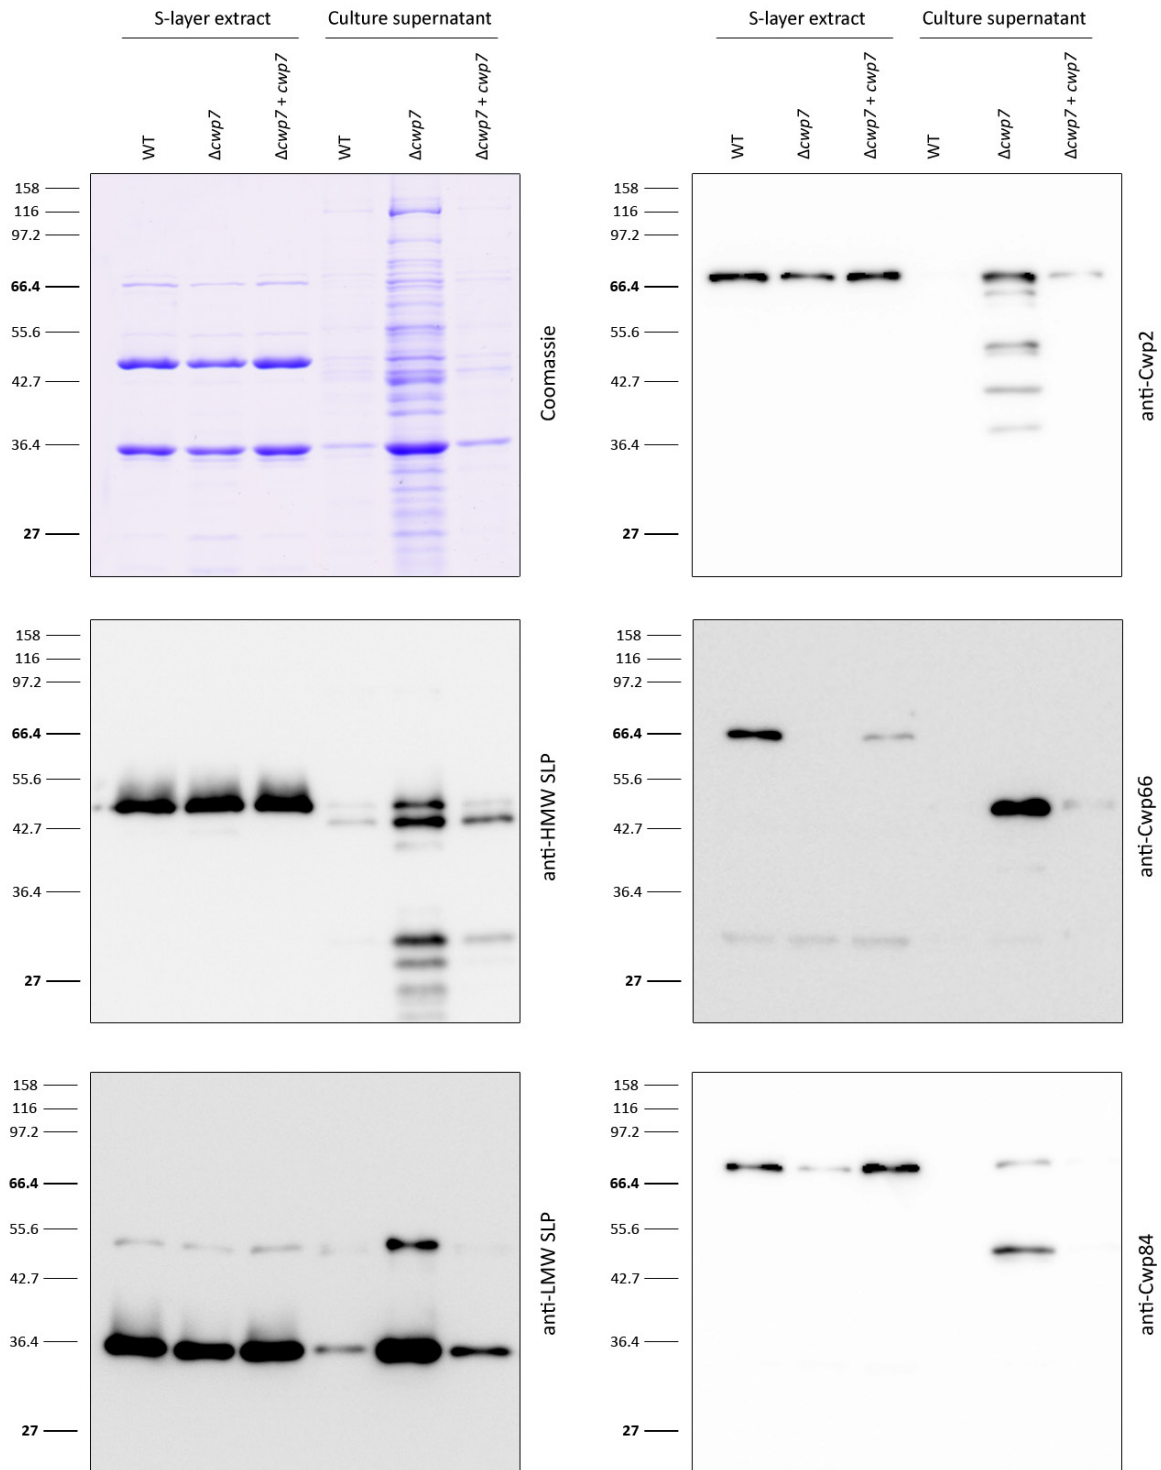 S-layer extract
Culture supernatant
WT
Δcwp7
Δcwp7 + cwp7
WT
Δcwp7
Δcwp7 + cwp7
158
116
97.2
66.4
55.6
42.7
36.4
27
Coomassie
S-layer extract
Culture supernatant
WT
Δcwp7
Δcwp7 + cwp7
WT
Δcwp7
Δcwp7 + cwp7
158
116
97.2
66.4
55.6
42.7
36.4
27
anti-Cwp2
158
116
97.2
66.4
55.6
42.7
36.4
27
anti-HMW SLP
158
116
97.2
66.4
55.6
42.7
36.4
27
anti-Cwp66
158
116
97.2
66.4
55.6
42.7
36.4
27
anti-LMW SLP
158
116
97.2
66.4
55.6
42.7
36.4
27
anti-Cwp84